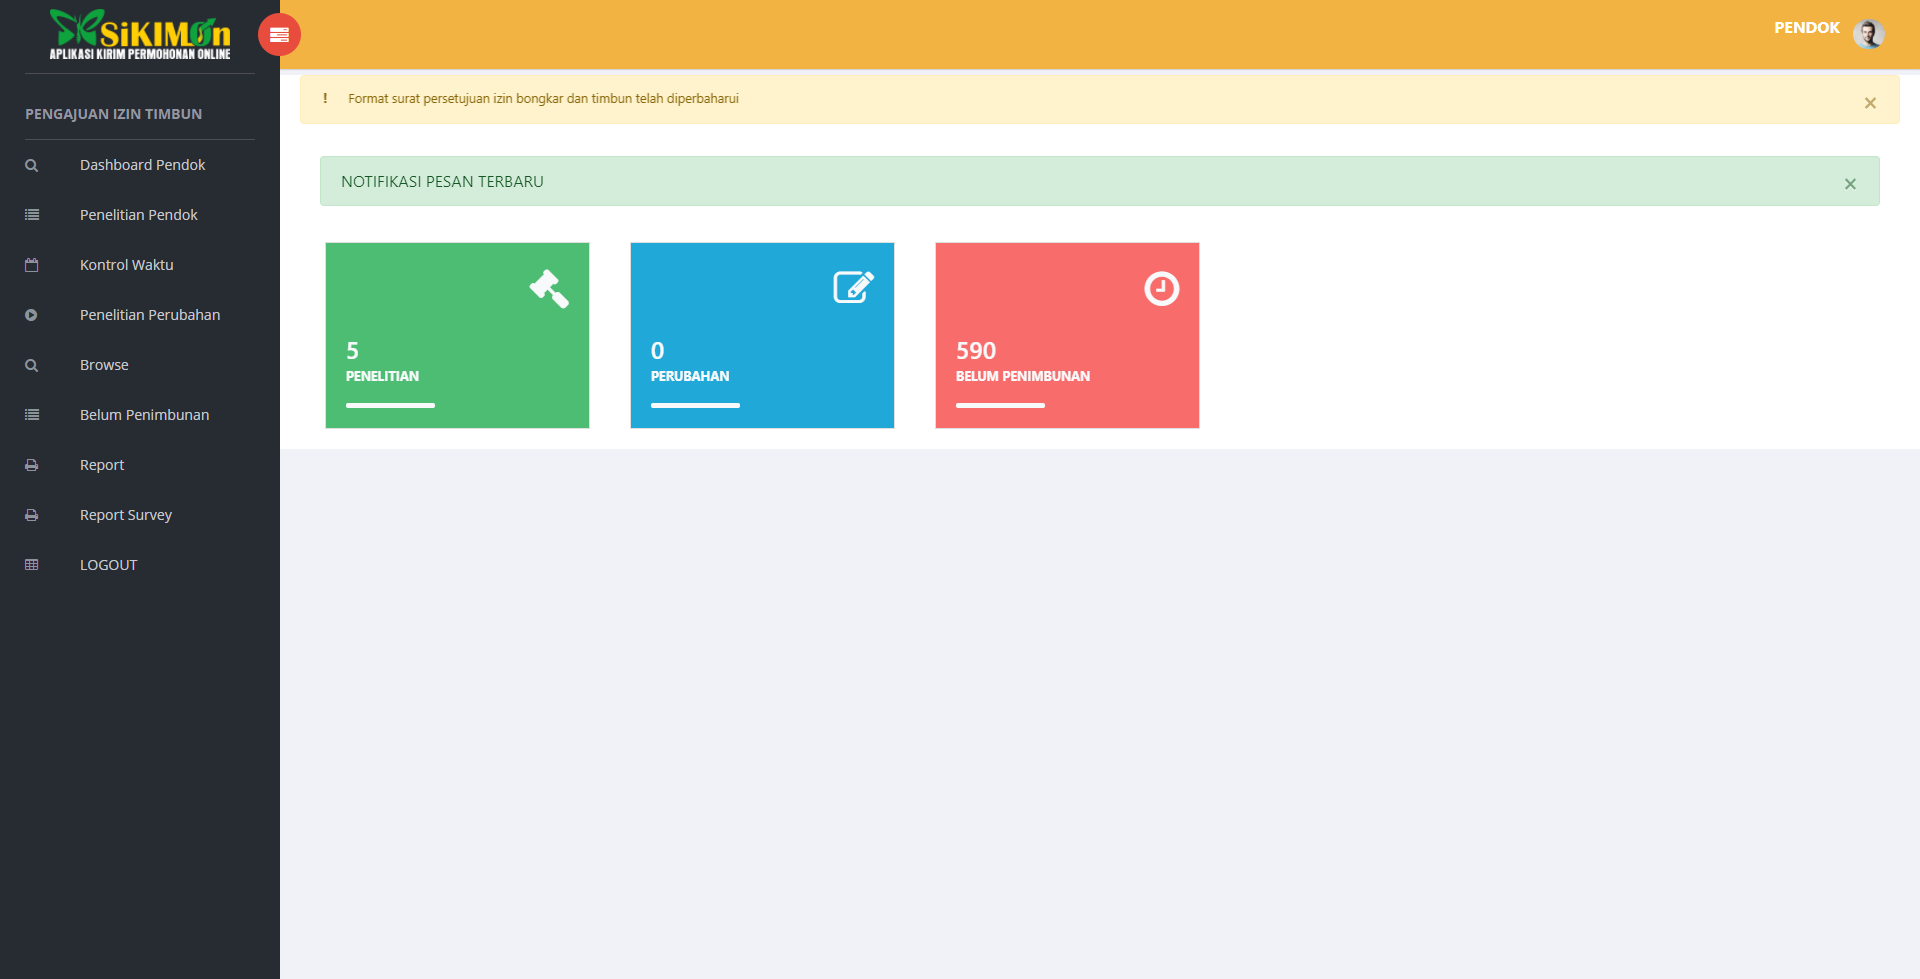 SiKIMOn
APLIKASI KIRIM PERMOHONAN ONLINE
PENDOK
! Format surat persetujuan izin bongkar dan timbun telah diperbaharui ×
PENGAJUAN IZIN TIMBUN
Dashboard Pendok
Penelitian Pendok
Kontrol Waktu
Penelitian Perubahan
Browse
Belum Penimbunan
Report
Report Survey
LOGOUT
NOTIFIKASI PESAN TERBARU ×
5
PENELITIAN
0
PERUBAHAN
590
BELUM PENIMBUNAN